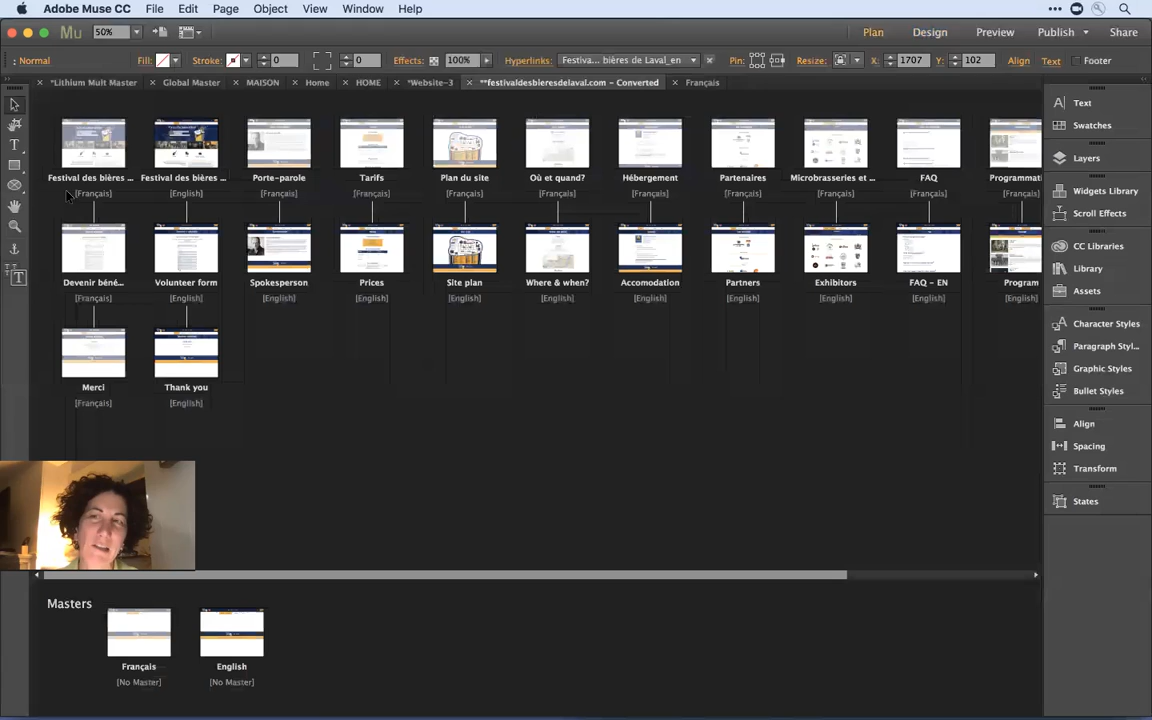 Adobe Muse CC File Edit Page Object View Window Help
Mu 50% Plan Design Preview Publish Share
Normal Fill: Stroke: 0 0 Effects: 100% Hyperlinks: Festiva... bières de Laval_en Pin: Resize: X: 1707 Y: 102 Align Text Footer
*Lithium Mult Master Global Master MAISON Home HOME *Website-3 **festivaldesbieresdelaval.com - Converted Français
Festival des bières ... Festival des bières ... Porte-parole Tarifs Plan du site Où et quand? Hébergement Partenaires Microbrasseries et ... FAQ Programmati
[Français] [English] [Français] [Français] [Français] [Français] [Français] [Français] [Français] [Français] [França
Devenir béné... Volunteer form Spokesperson Prices Site plan Where & when? Accomodation Partners Exhibitors FAQ - EN Program
[Français] [English] [English] [English] [English] [English] [English] [English] [English] [English] [English]
Merci Thank you
[Français] [English]
Masters
Français English
[No Master] [No Master]
Text
Swatches
Layers
Widgets Library
Scroll Effects
CC Libraries
Library
Assets
Character Styles
Paragraph Styl...
Graphic Styles
Bullet Styles
Align
Spacing
Transform
States